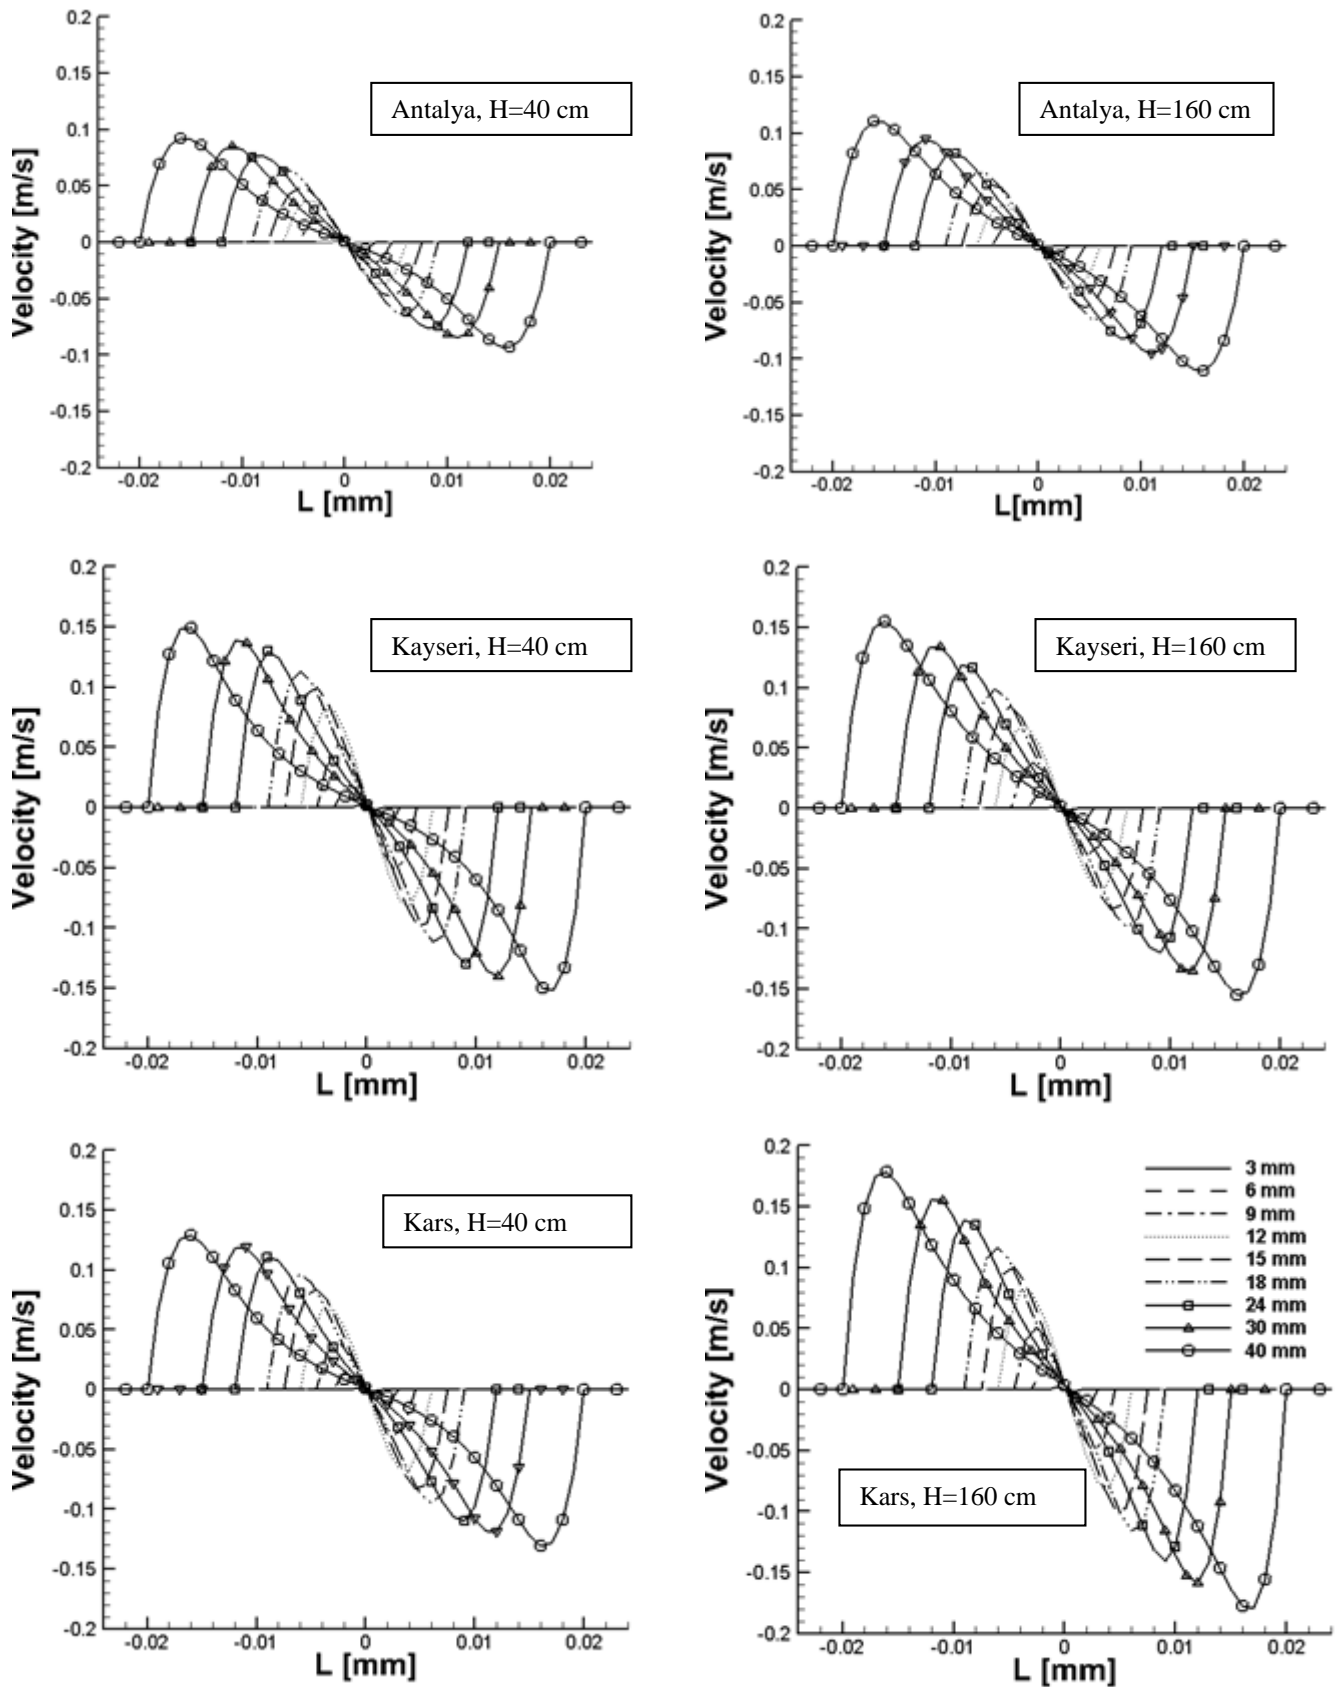 0.2
0.15
0.1
0.05
0
-0.05
-0.1
-0.15
-0.2
Velocity [m/s]
Antalya, H=40 cm
-0.02 -0.01 0 0.01 0.02
L [mm]
0.2
0.15
0.1
0.05
0
-0.05
-0.1
-0.15
-0.2
Velocity [m/s]
Antalya, H=160 cm
-0.02 -0.01 0 0.01 0.02
L[mm]
0.2
0.15
0.1
0.05
0
-0.05
-0.1
-0.15
-0.2
Velocity [m/s]
Kayseri, H=40 cm
-0.02 -0.01 0 0.01 0.02
L [mm]
0.2
0.15
0.1
0.05
0
-0.05
-0.1
-0.15
-0.2
Velocity [m/s]
Kayseri, H=160 cm
-0.02 -0.01 0 0.01 0.02
L [mm]
0.2
0.15
0.1
0.05
0
-0.05
-0.1
-0.15
-0.2
Velocity [m/s]
Kars, H=40 cm
-0.02 -0.01 0 0.01 0.02
L [mm]
0.2
0.15
0.1
0.05
0
-0.05
-0.1
-0.15
-0.2
Velocity [m/s]
3 mm
6 mm
9 mm
12 mm
15 mm
18 mm
24 mm
30 mm
40 mm
Kars, H=160 cm
-0.02 -0.01 0 0.01 0.02
L [mm]